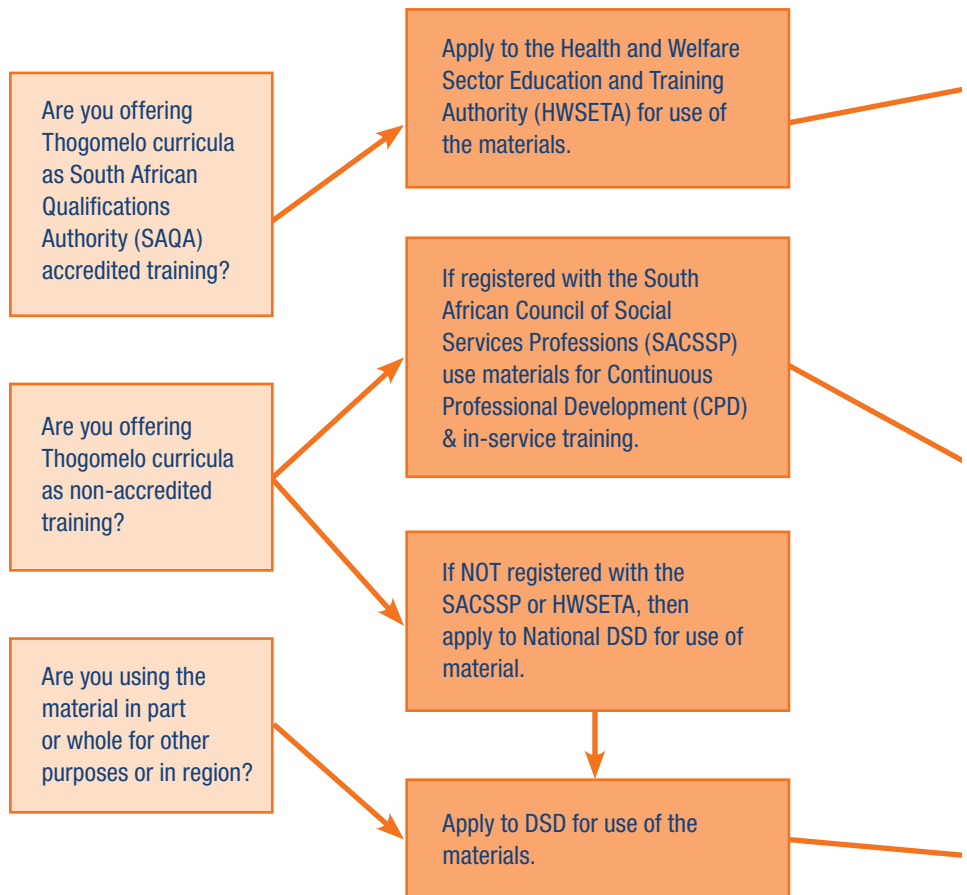 Are you offering
Thogomelo curricula
as South African
Qualifications
Authority (SAQA)
accredited training?
Apply to the Health and Welfare
Sector Education and Training
Authority (HWSETA) for use of
the materials.
Are you offering
Thogomelo curricula
as non-accredited
training?
If registered with the South
African Council of Social
Services Professions (SACSSP)
use materials for Continuous
Professional Development (CPD)
& in-service training.
If NOT registered with the
SACSSP or HWSETA, then
apply to National DSD for use of
material.
Are you using the
material in part
or whole for other
purposes or in region?
Apply to DSD for use of the
materials.